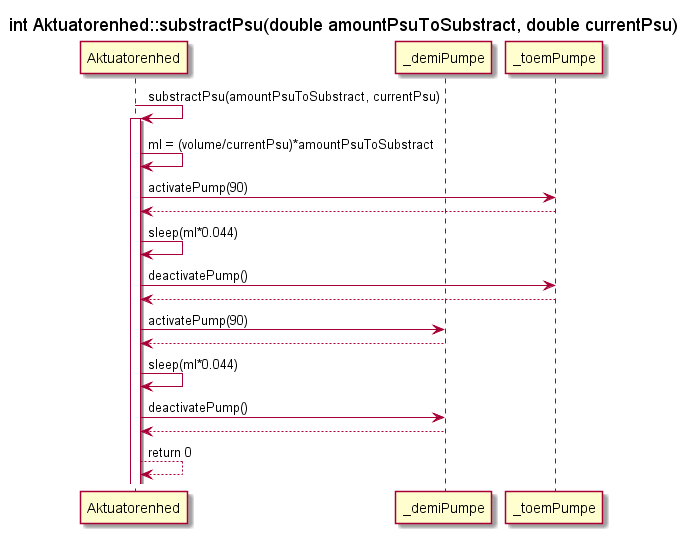 int Aktuatorenhed::substractPsu(double amountPsuToSubstract, double currentPsu)
Aktuatorenhed _demiPumpe _toemPumpe
substractPsu(amountPsuToSubstract, currentPsu)
ml = (volume/currentPsu)*amountPsuToSubstract
activatePump(90)
sleep(ml*0.044)
deactivatePump()
activatePump(90)
sleep(ml*0.044)
deactivatePump()
return 0
Aktuatorenhed _demiPumpe _toemPumpe